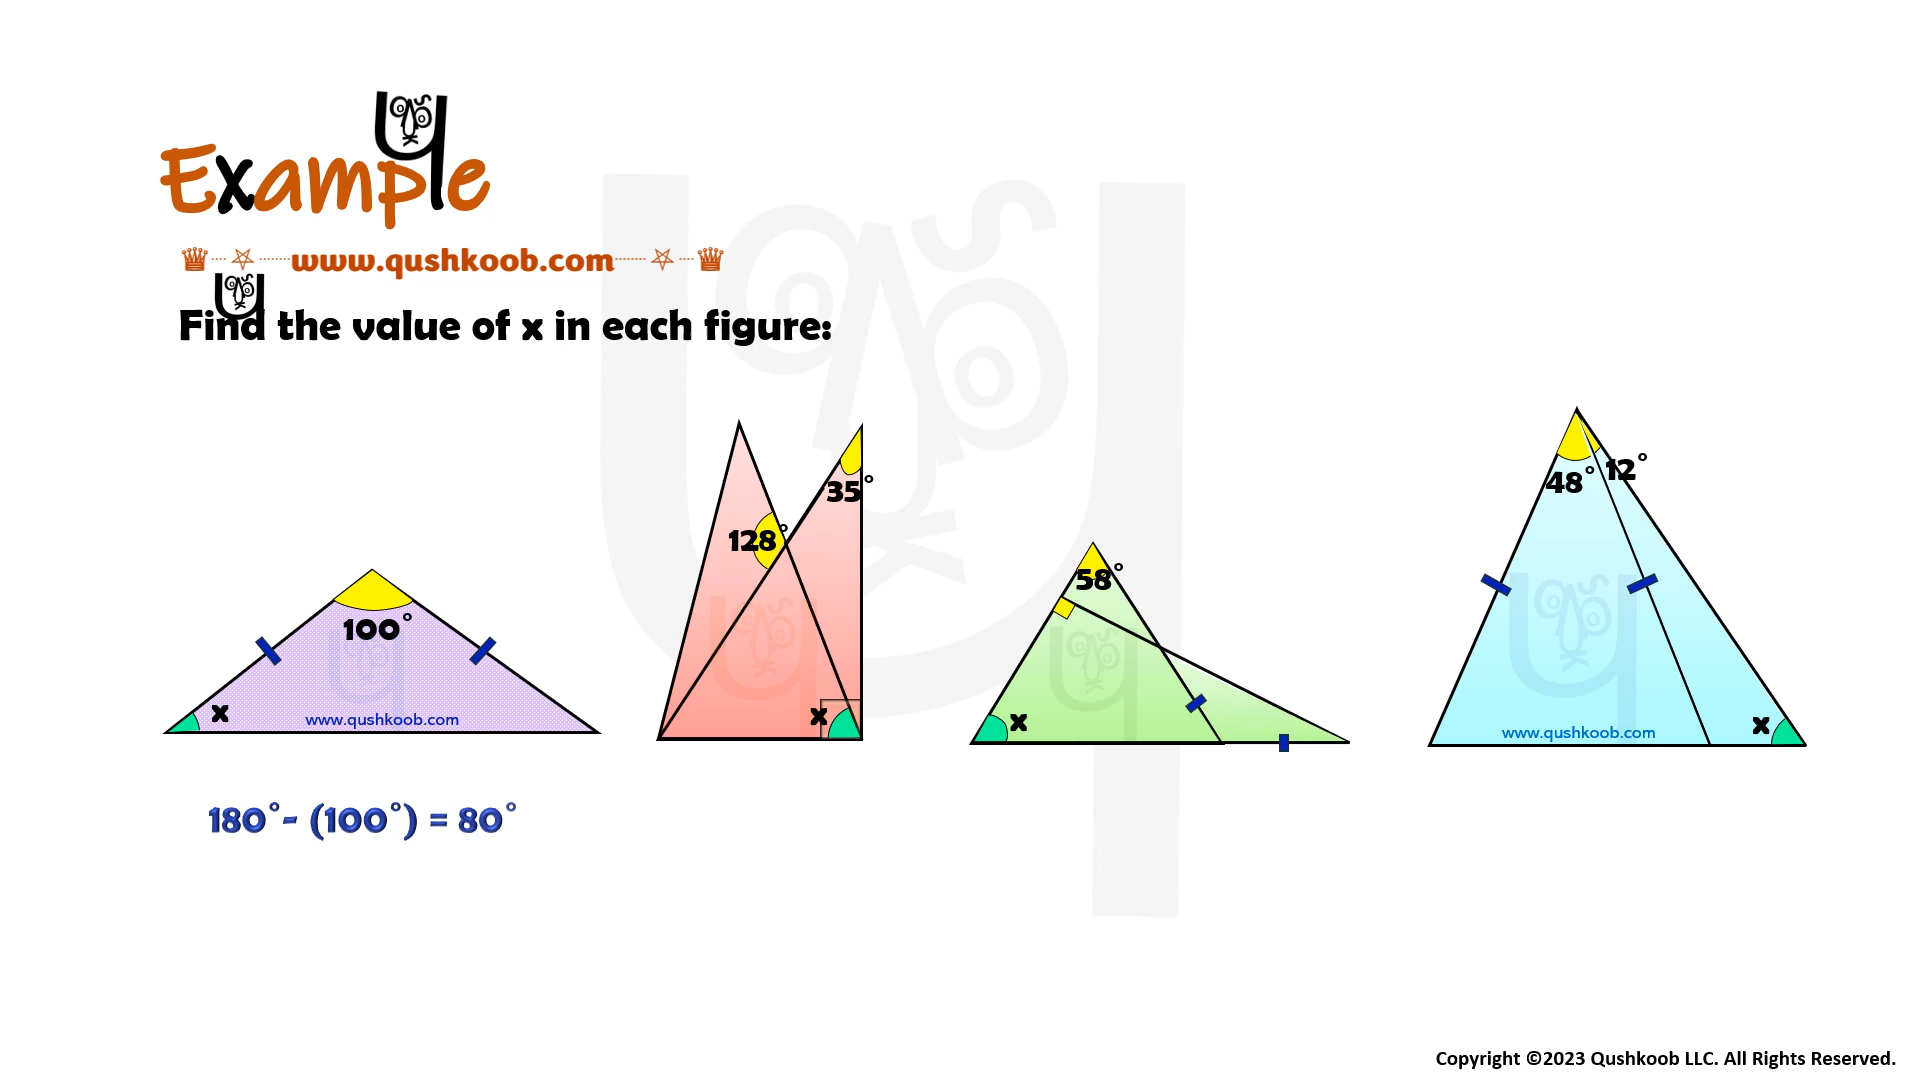 Example
www.qushkoob.com
Find the value of x in each figure:
100°
x
www.qushkoob.com
128°
35°
x
58°
x
48°
12°
x
www.qushkoob.com
180°- (100°) = 80°
Copyright ©2023 Qushkoob LLC. All Rights Reserved.